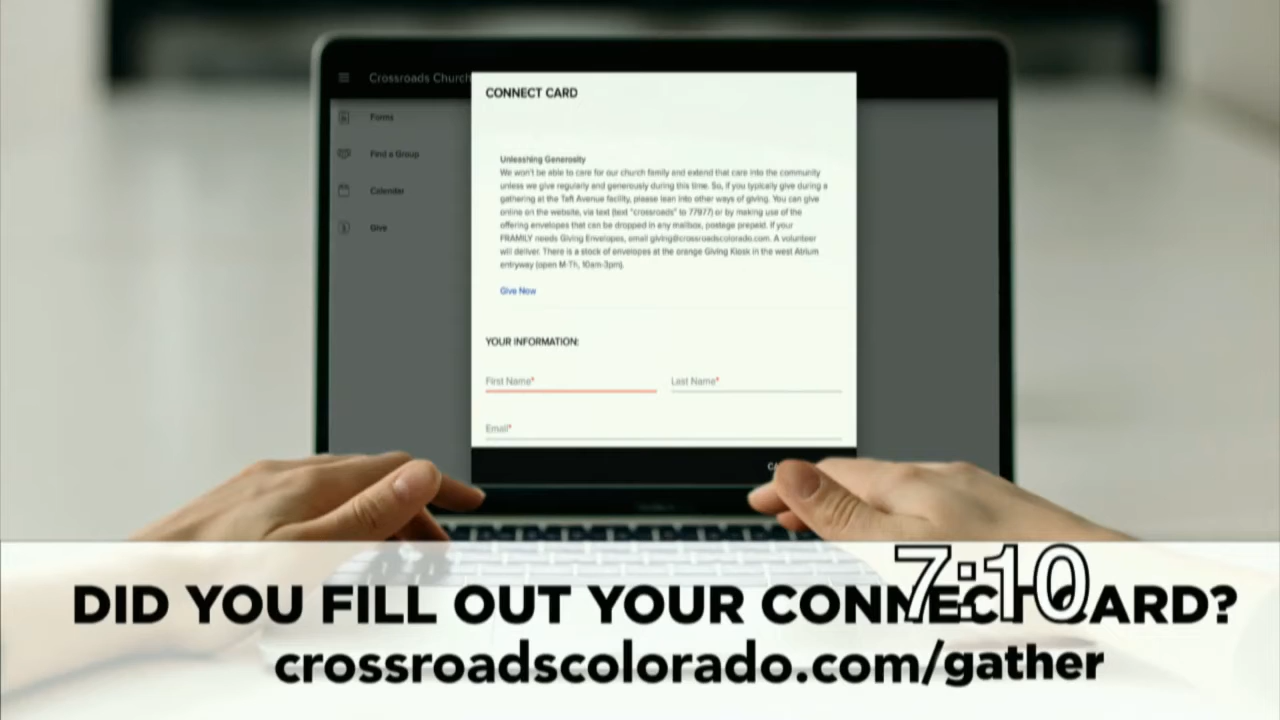 Crossroads Church
Forms
Find a Group
Calendar
Give
CONNECT CARD
Unleashing Generosity
We won't be able to care for our church family and extend that care into the community
unless we give regularly and generously during this time. So, if you typically give during a
gathering at the Taft Avenue facility, please lean into other ways of giving. You can give
online on the website, via text (text "crossroads" to 77977) or by making use of the
offering envelopes that can be dropped in any mailbox, postage prepaid. If your
FRAMILY needs Giving Envelopes, email giving@crossroadscolorado.com. A volunteer
will deliver. There is a stock of envelopes at the orange Giving Kiosk in the west Atrium
entryway (open M-Th, 10am-3pm).
Give Now
YOUR INFORMATION:
First Name* Last Name*
Email*
7:10
DID YOU FILL OUT YOUR CONNECT CARD?
crossroadscolorado.com/gather